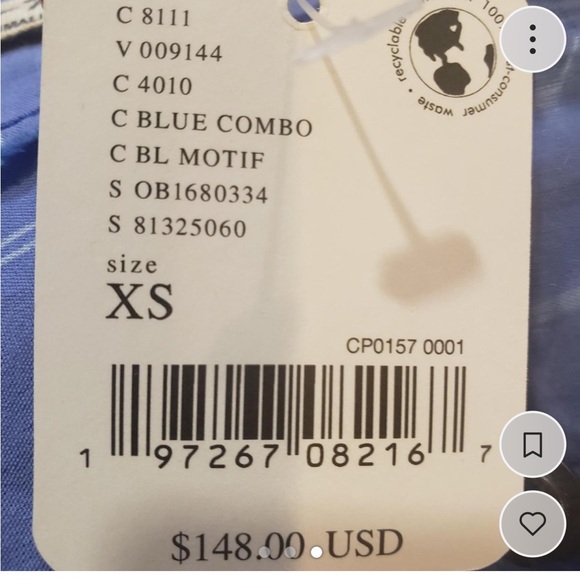 C 8111
V 009144
C 4010
C BLUE COMBO
C BL MOTIF
S OB1680334
S 81325060
size
XS
CP0157 0001
1 97267 08216 7
$148.00 USD
recyclable • 100
-consumer waste •